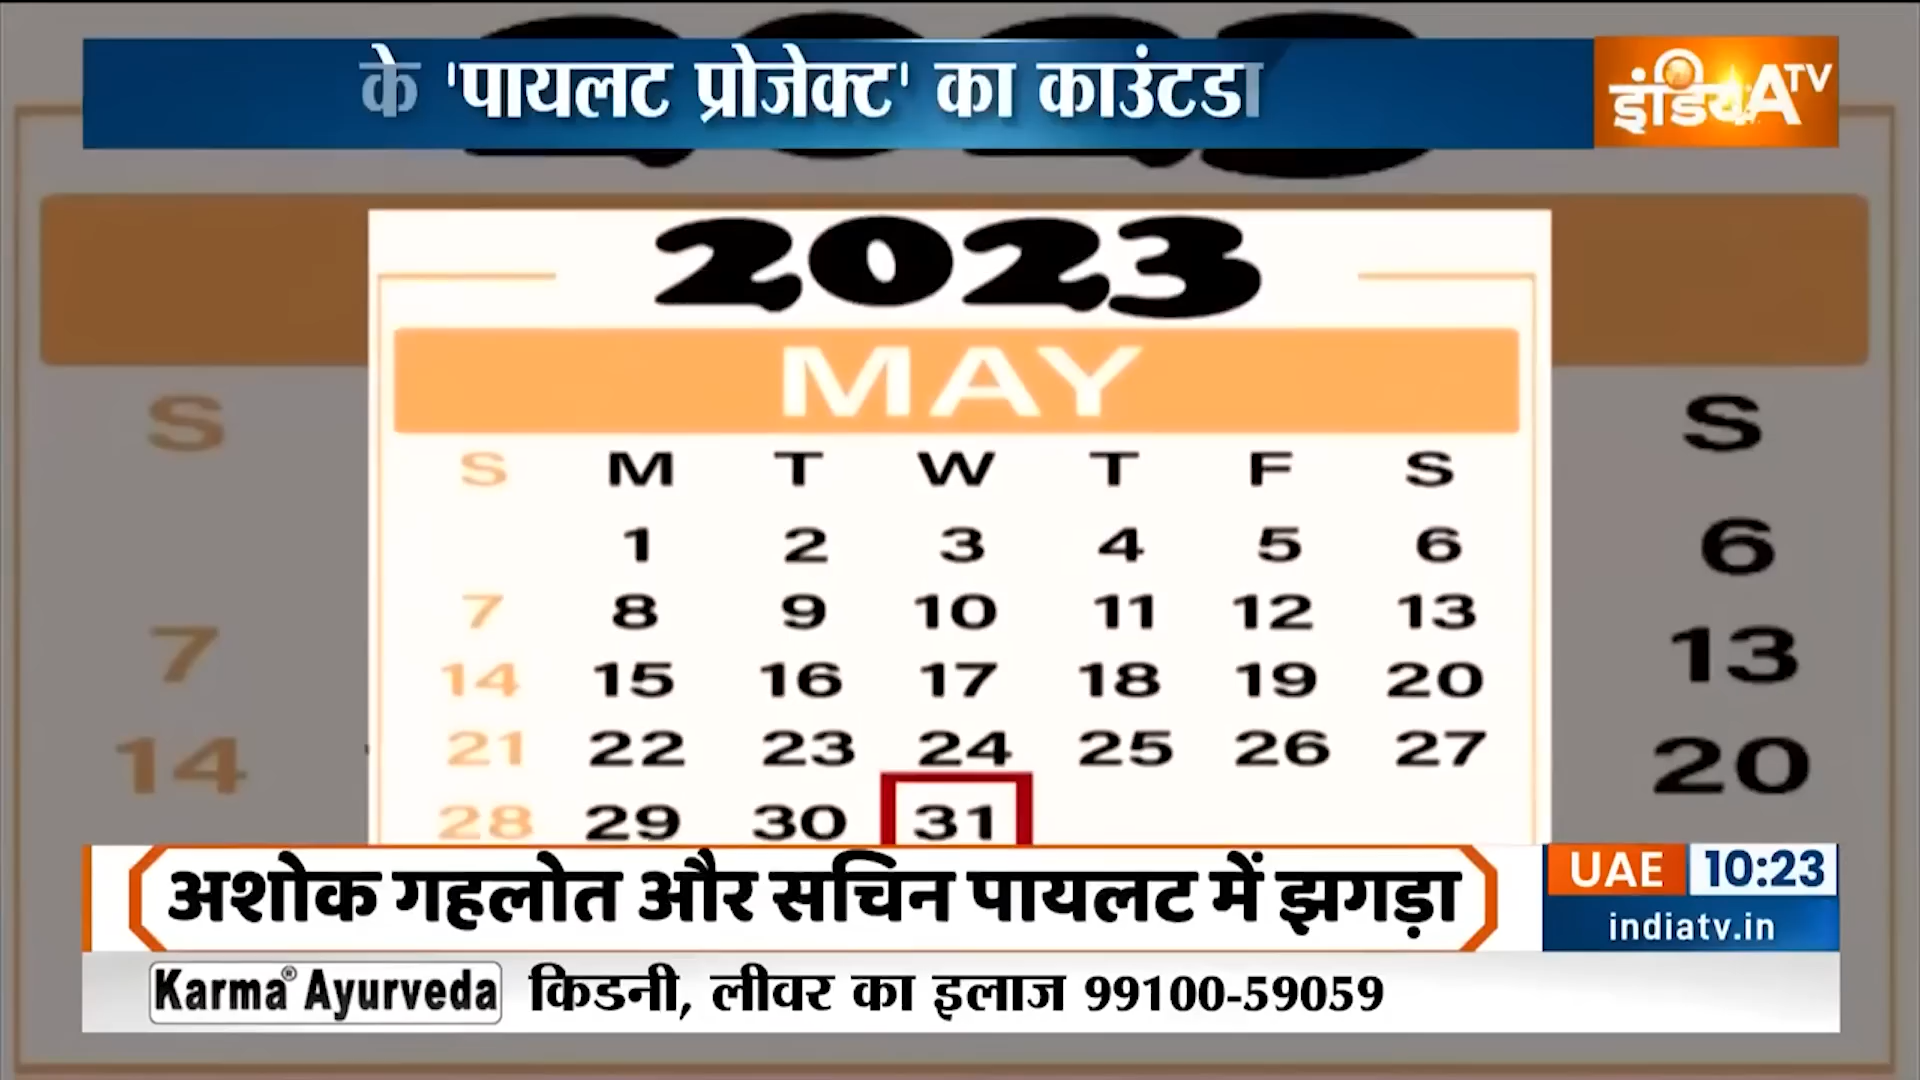 के 'पायलट प्रोजेक्ट' का काउंटडा
इंडिया TV
2023
MAY
S M T W T F S
1 2 3 4 5 6
7 8 9 10 11 12 13
14 15 16 17 18 19 20
21 22 23 24 25 26 27
28 29 30 31
S
7
14
S
6
13
20
अशोक गहलोत और सचिन पायलट में झगड़ा
UAE 10:23
indiatv.in
Karma® Ayurveda किडनी, लीवर का इलाज 99100-59059